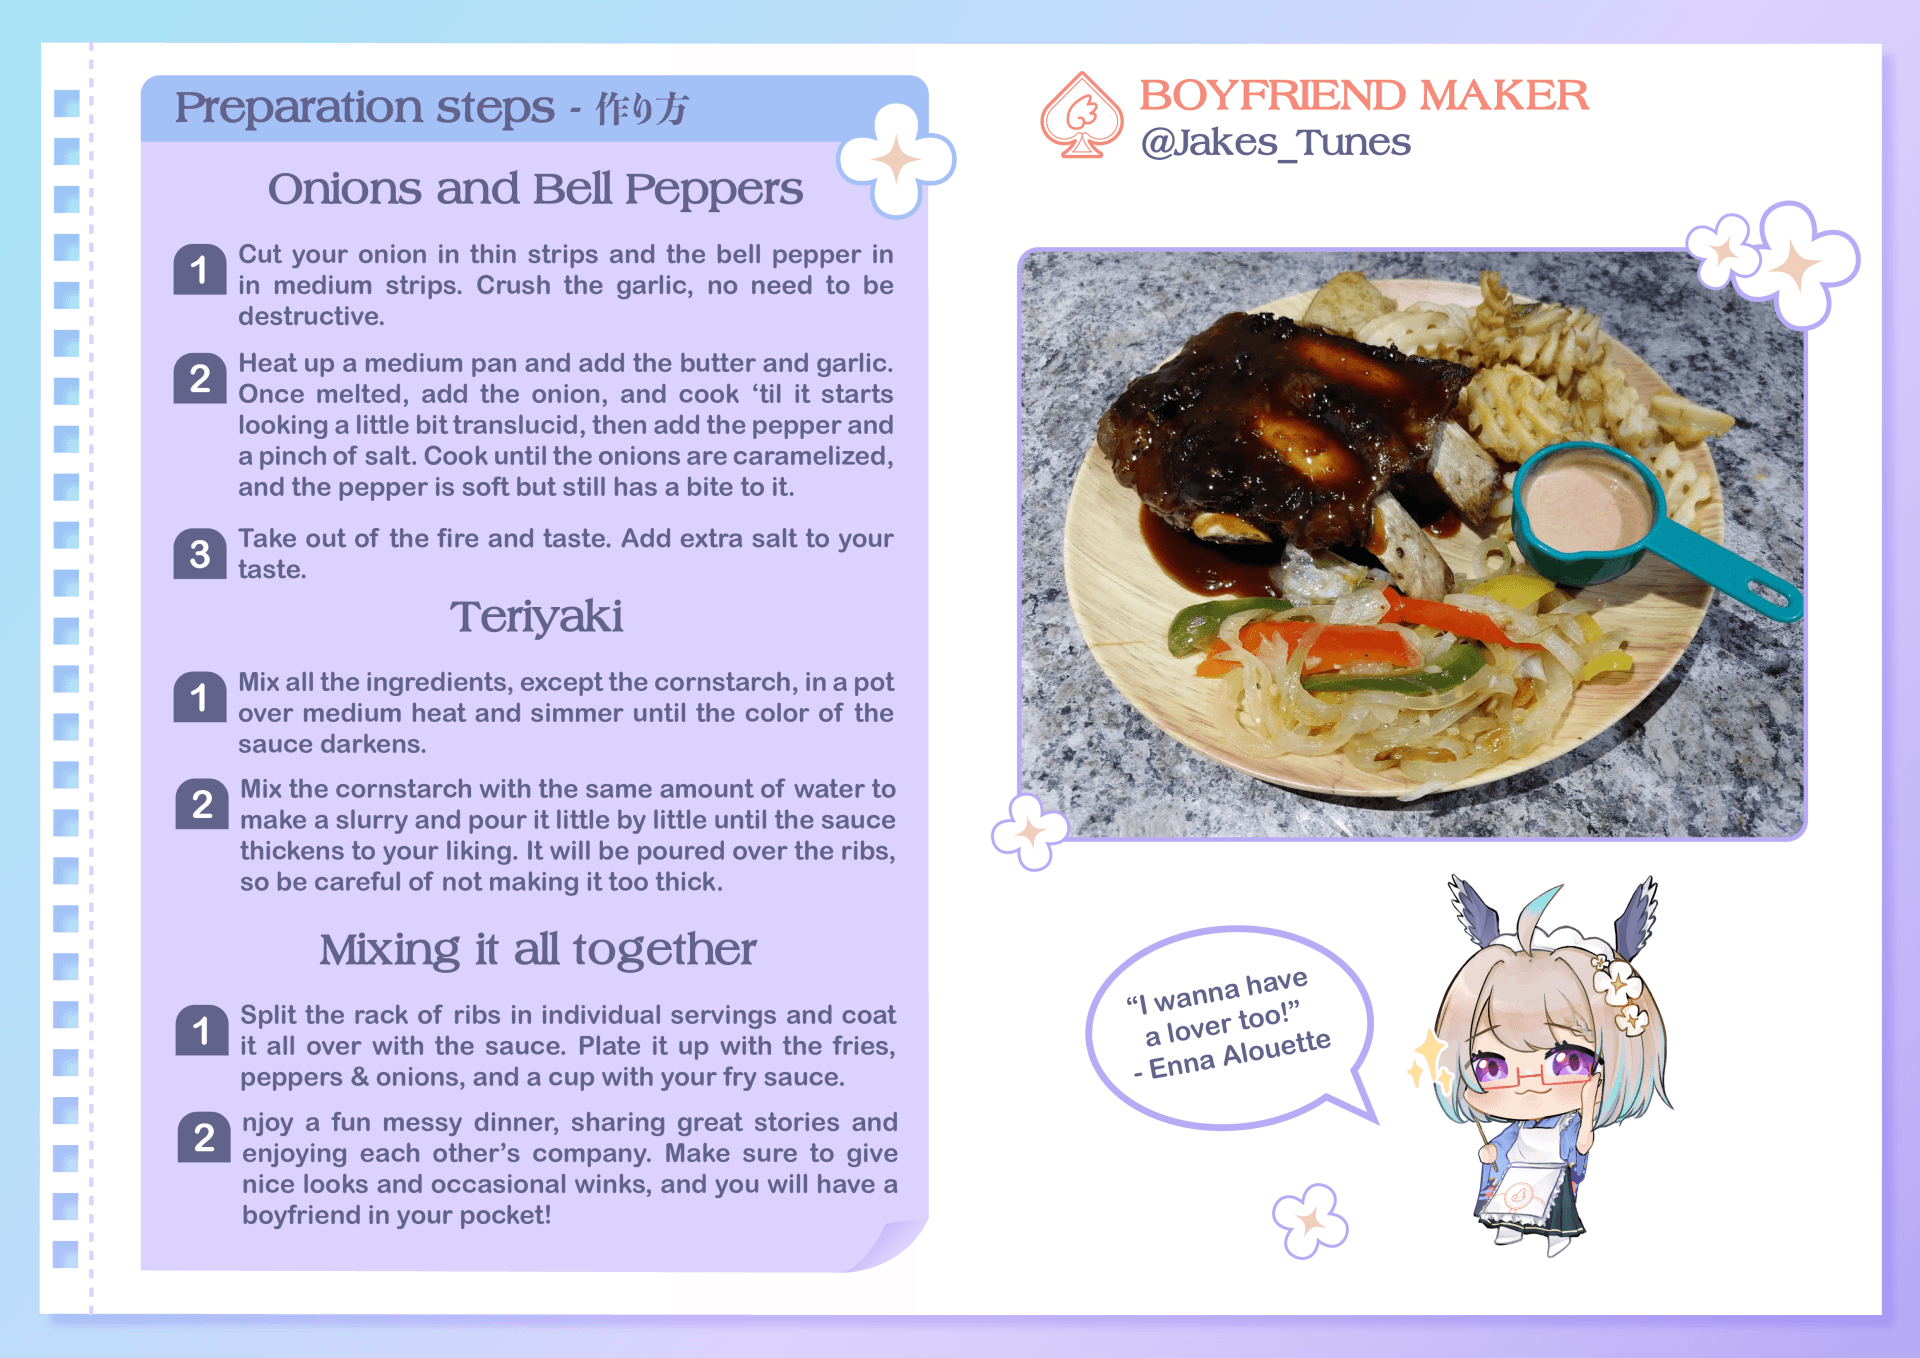 Preparation steps - 作り方
Onions and Bell Peppers
1
Cut your onion in thin strips and the bell pepper in
in medium strips. Crush the garlic, no need to be
destructive.
2
Heat up a medium pan and add the butter and garlic.
Once melted, add the onion, and cook ‘til it starts
looking a little bit translucid, then add the pepper and
a pinch of salt. Cook until the onions are caramelized,
and the pepper is soft but still has a bite to it.
3
Take out of the fire and taste. Add extra salt to your
taste.
Teriyaki
1
Mix all the ingredients, except the cornstarch, in a pot
over medium heat and simmer until the color of the
sauce darkens.
2
Mix the cornstarch with the same amount of water to
make a slurry and pour it little by little until the sauce
thickens to your liking. It will be poured over the ribs,
so be careful of not making it too thick.
Mixing it all together
1
Split the rack of ribs in individual servings and coat
it all over with the sauce. Plate it up with the fries,
peppers & onions, and a cup with your fry sauce.
2
njoy a fun messy dinner, sharing great stories and
enjoying each other’s company. Make sure to give
nice looks and occasional winks, and you will have a
boyfriend in your pocket!
BOYFRIEND MAKER
@Jakes_Tunes
“I wanna have
a lover too!”
- Enna Alouette